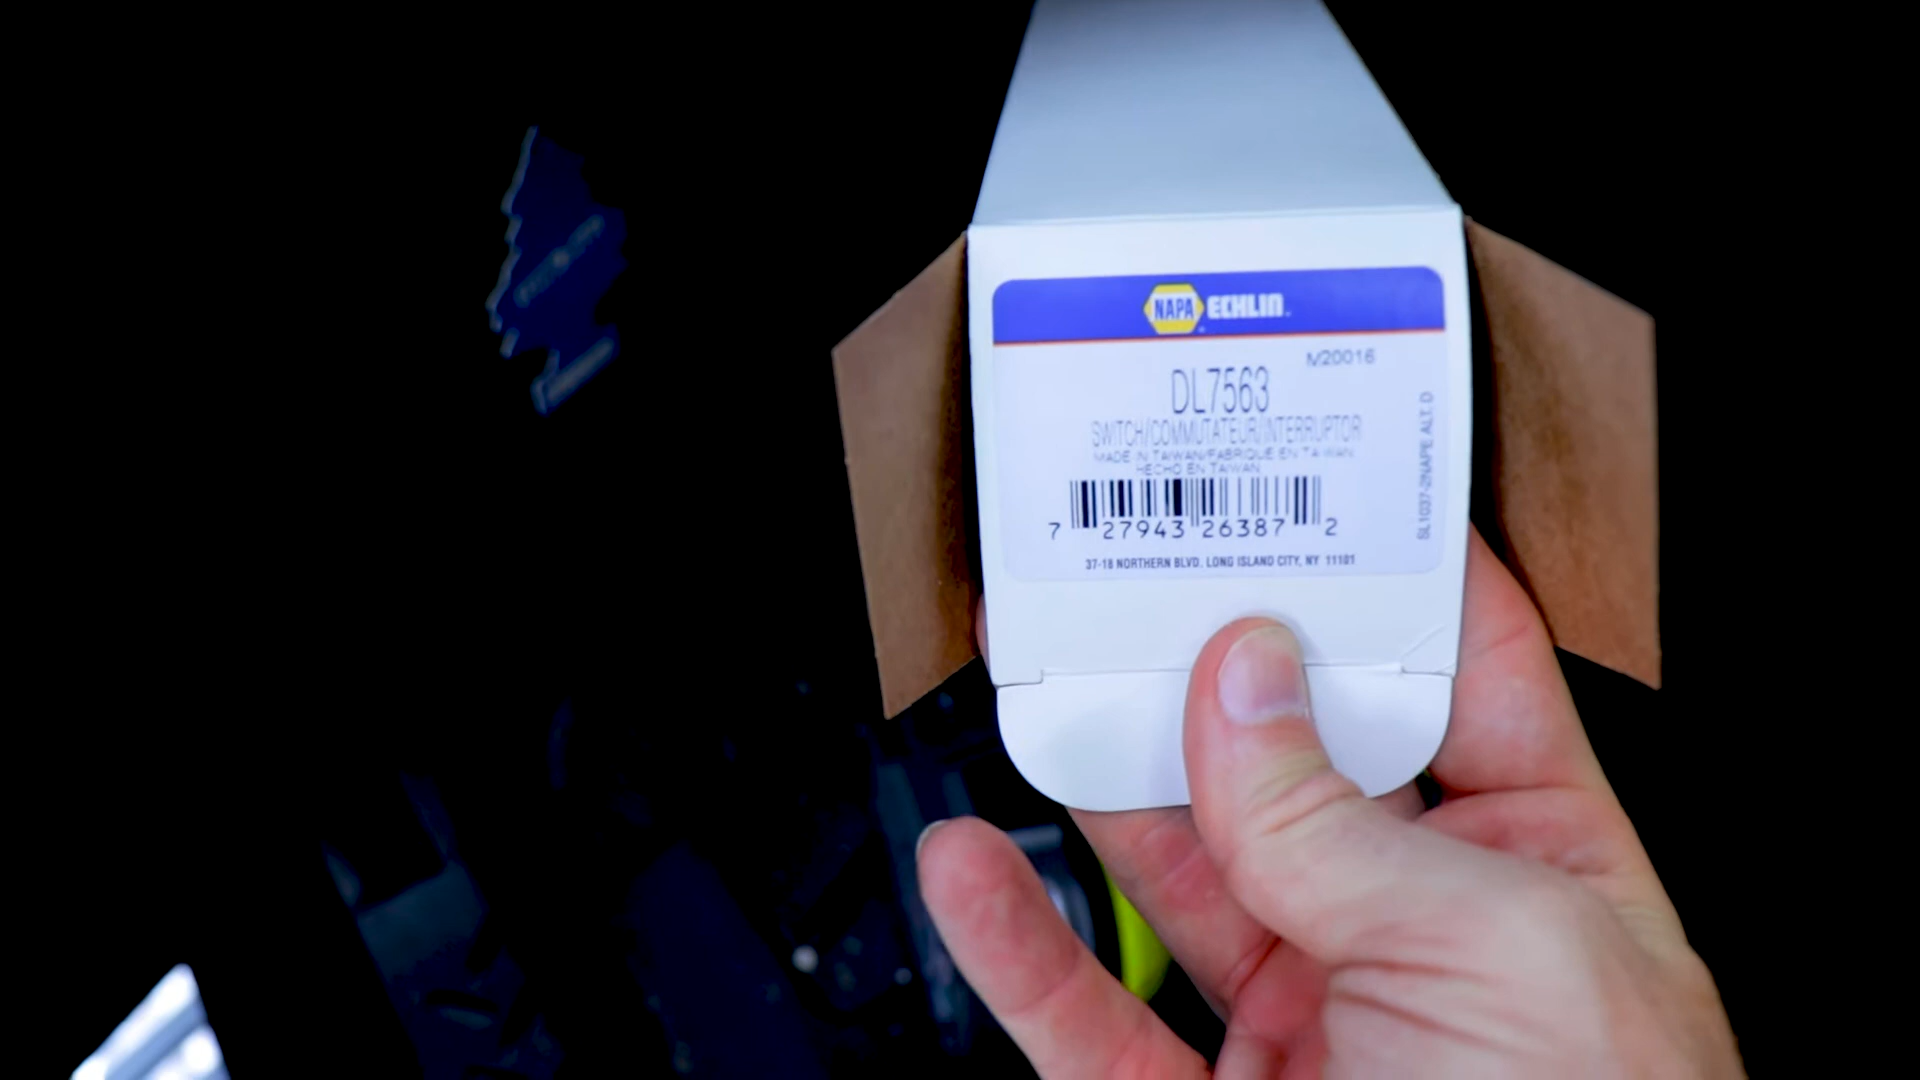 NAPA ECHLIN
M20016
DL7563
SWITCH/COMMUTATEUR/INTERRUPTOR
MADE IN TAIWAN/FABRIQUE EN TAIWAN
HECHO EN TAIWAN
7 27943 26387 2
37-18 NORTHERN BLVD. LONG ISLAND CITY, NY 11101
SL1037-2NAPE ALT. D